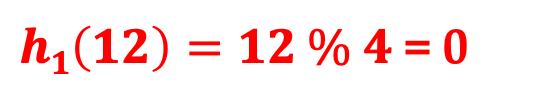 h₁(12) = 12 % 4 = 0